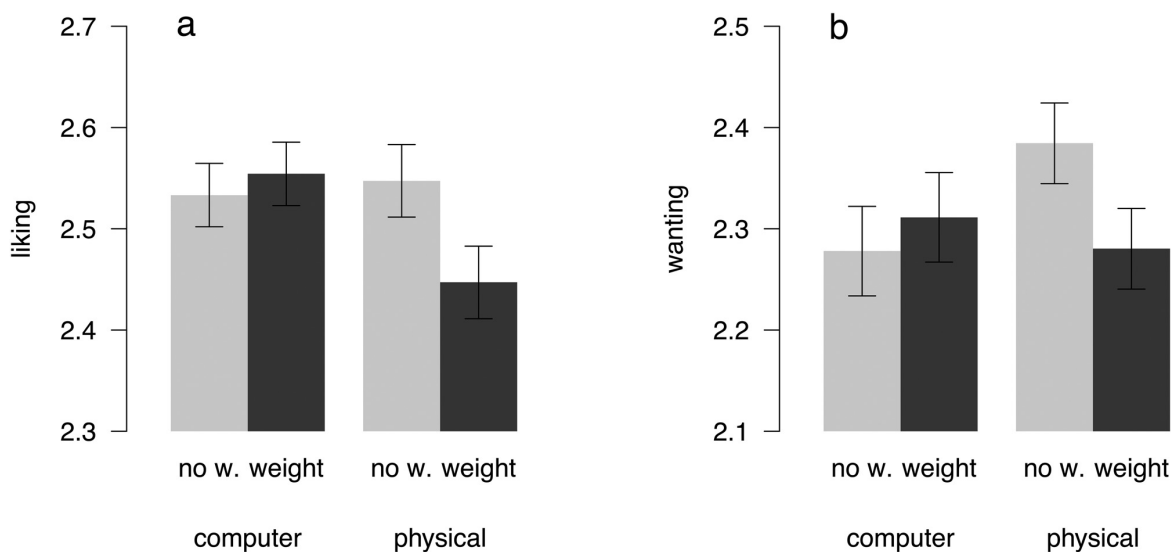 a
2.7
2.6
2.5
2.4
2.3
liking
no w. weight no w. weight
computer physical
b
2.5
2.4
2.3
2.2
2.1
wanting
no w. weight no w. weight
computer physical